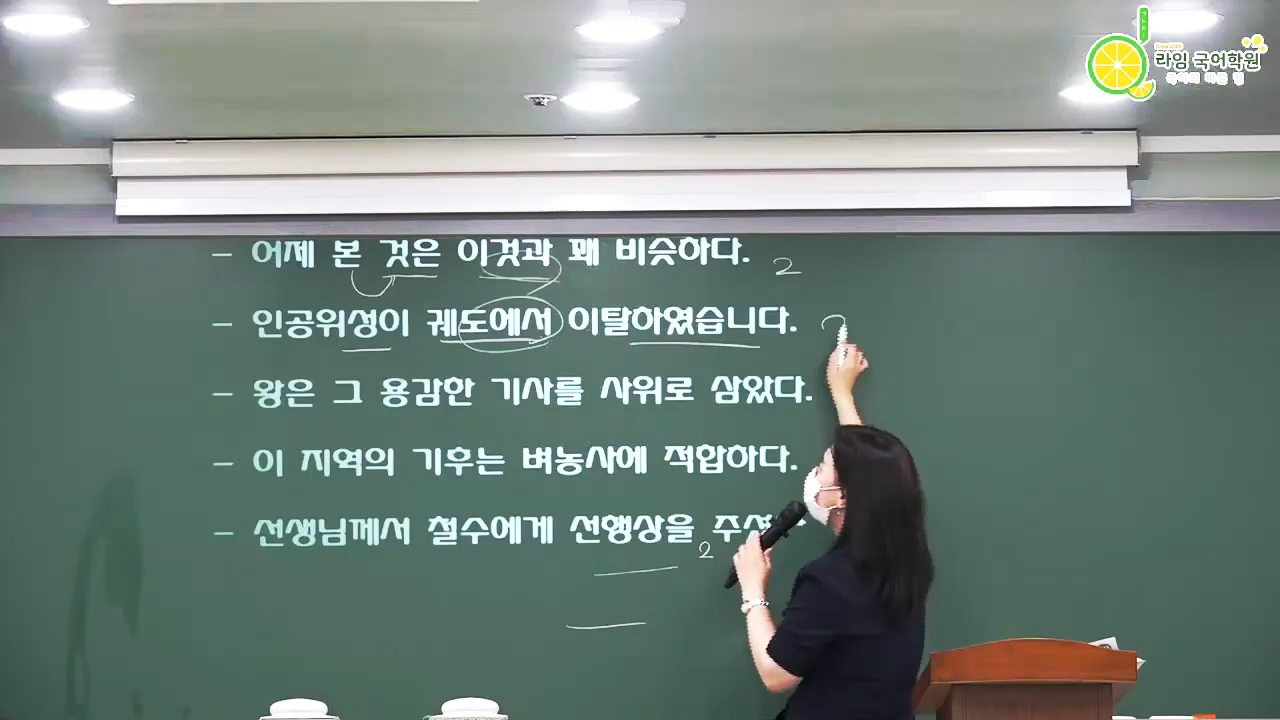 라임 국어학원
– 어제 본 것은 이것과 꽤 비슷하다. 2
– 인공위성이 궤도에서 이탈하였습니다.
– 왕은 그 용감한 기사를 사위로 삼았다.
– 이 지역의 기후는 벼농사에 적합하다.
– 선생님께서 철수에게 선행상을
2